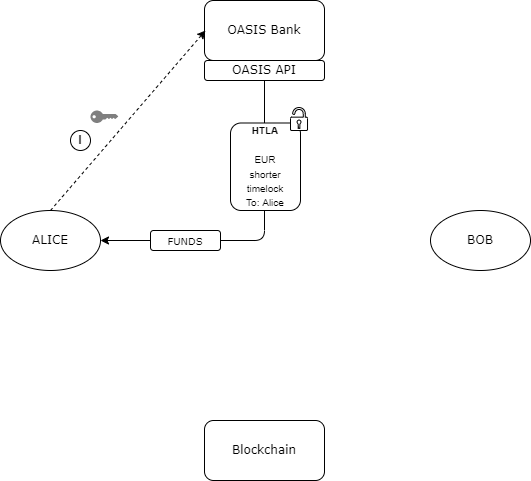 OASIS Bank
OASIS API
HTLA
EUR
shorter
timelock
To: Alice
I
ALICE
FUNDS
BOB
Blockchain